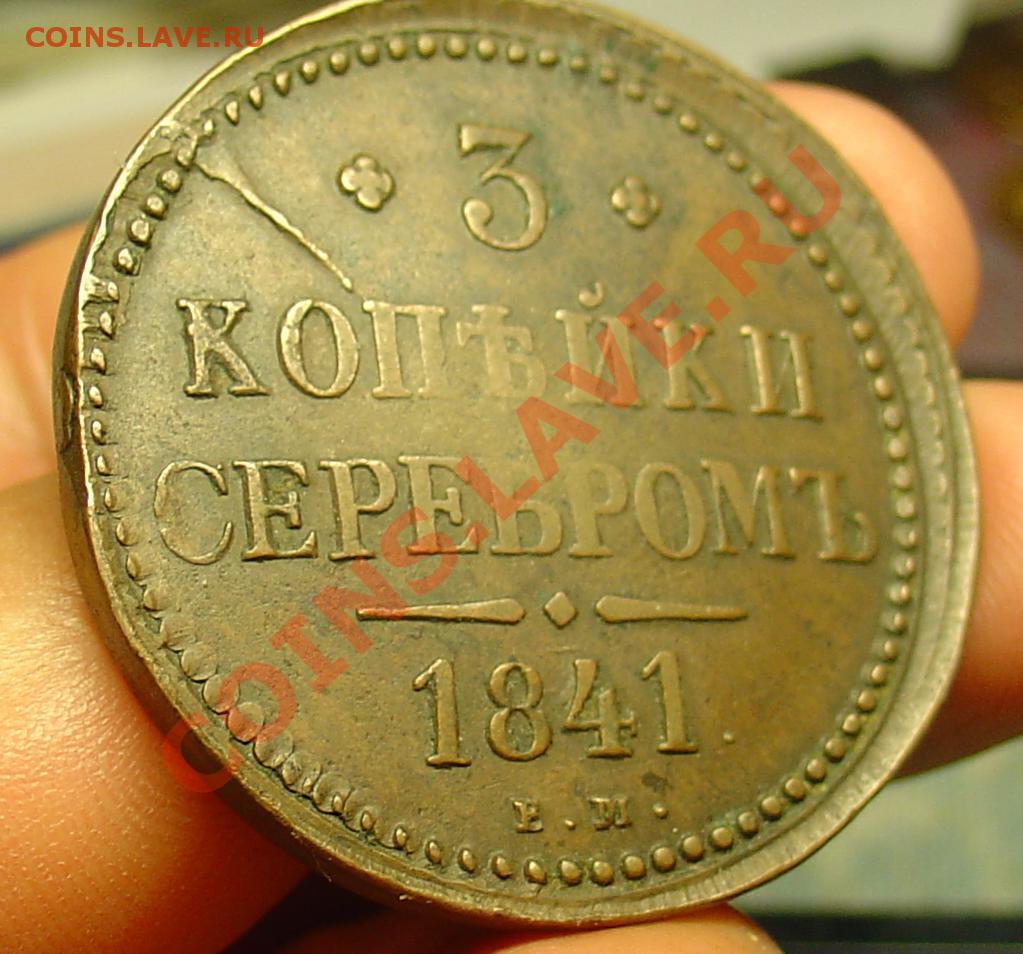 COINS.LAVE.RU
3
КОПѢЙКИ
СЕРЕБРОМЪ
1841.
Е.М.
COINS.LAVE.RU